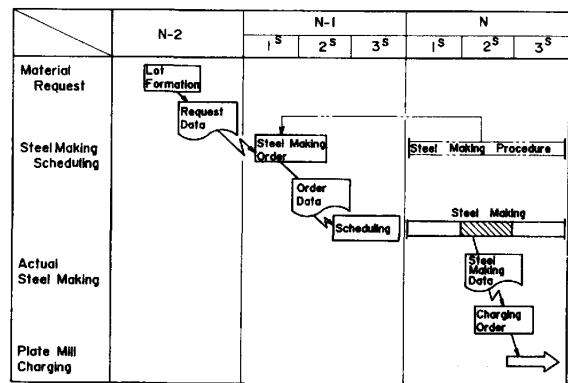 N-2
N-1
N
1S
2S
3S
1S
2S
3S
Material
Request
Lot
Formation
Request
Data
Steel Making
Scheduling
Steel Making
Order
Steel Making Procedure
Order
Data
Scheduling
Steel Making
Actual
Steel Making
Steel
Making
Data
Charging
Order
Plate Mill
Charging